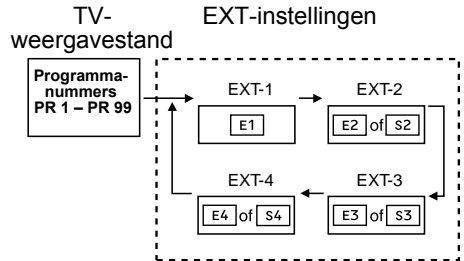 TV-
weergavestand
EXT-instellingen
Programma-
nummers
PR 1 – PR 99
EXT-1
E1
EXT-2
E2 of S2
EXT-4
E4 of S4
EXT-3
E3 of S3